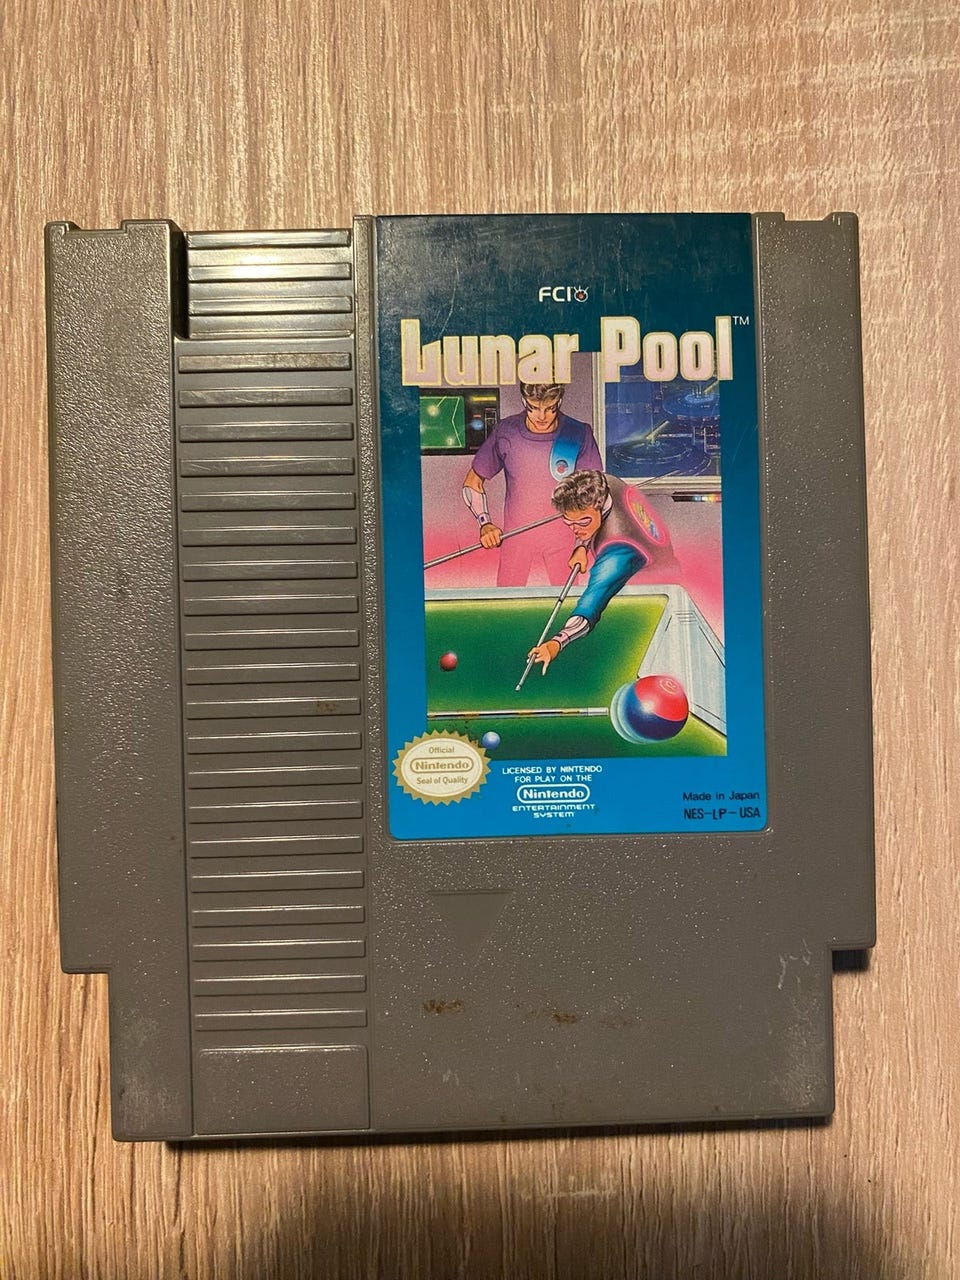 FCI
Lunar Pool™
Official
Nintendo
Seal of Quality
LICENSED BY NINTENDO
FOR PLAY ON THE
Nintendo
ENTERTAINMENT
SYSTEM
Made in Japan
NES-LP-USA